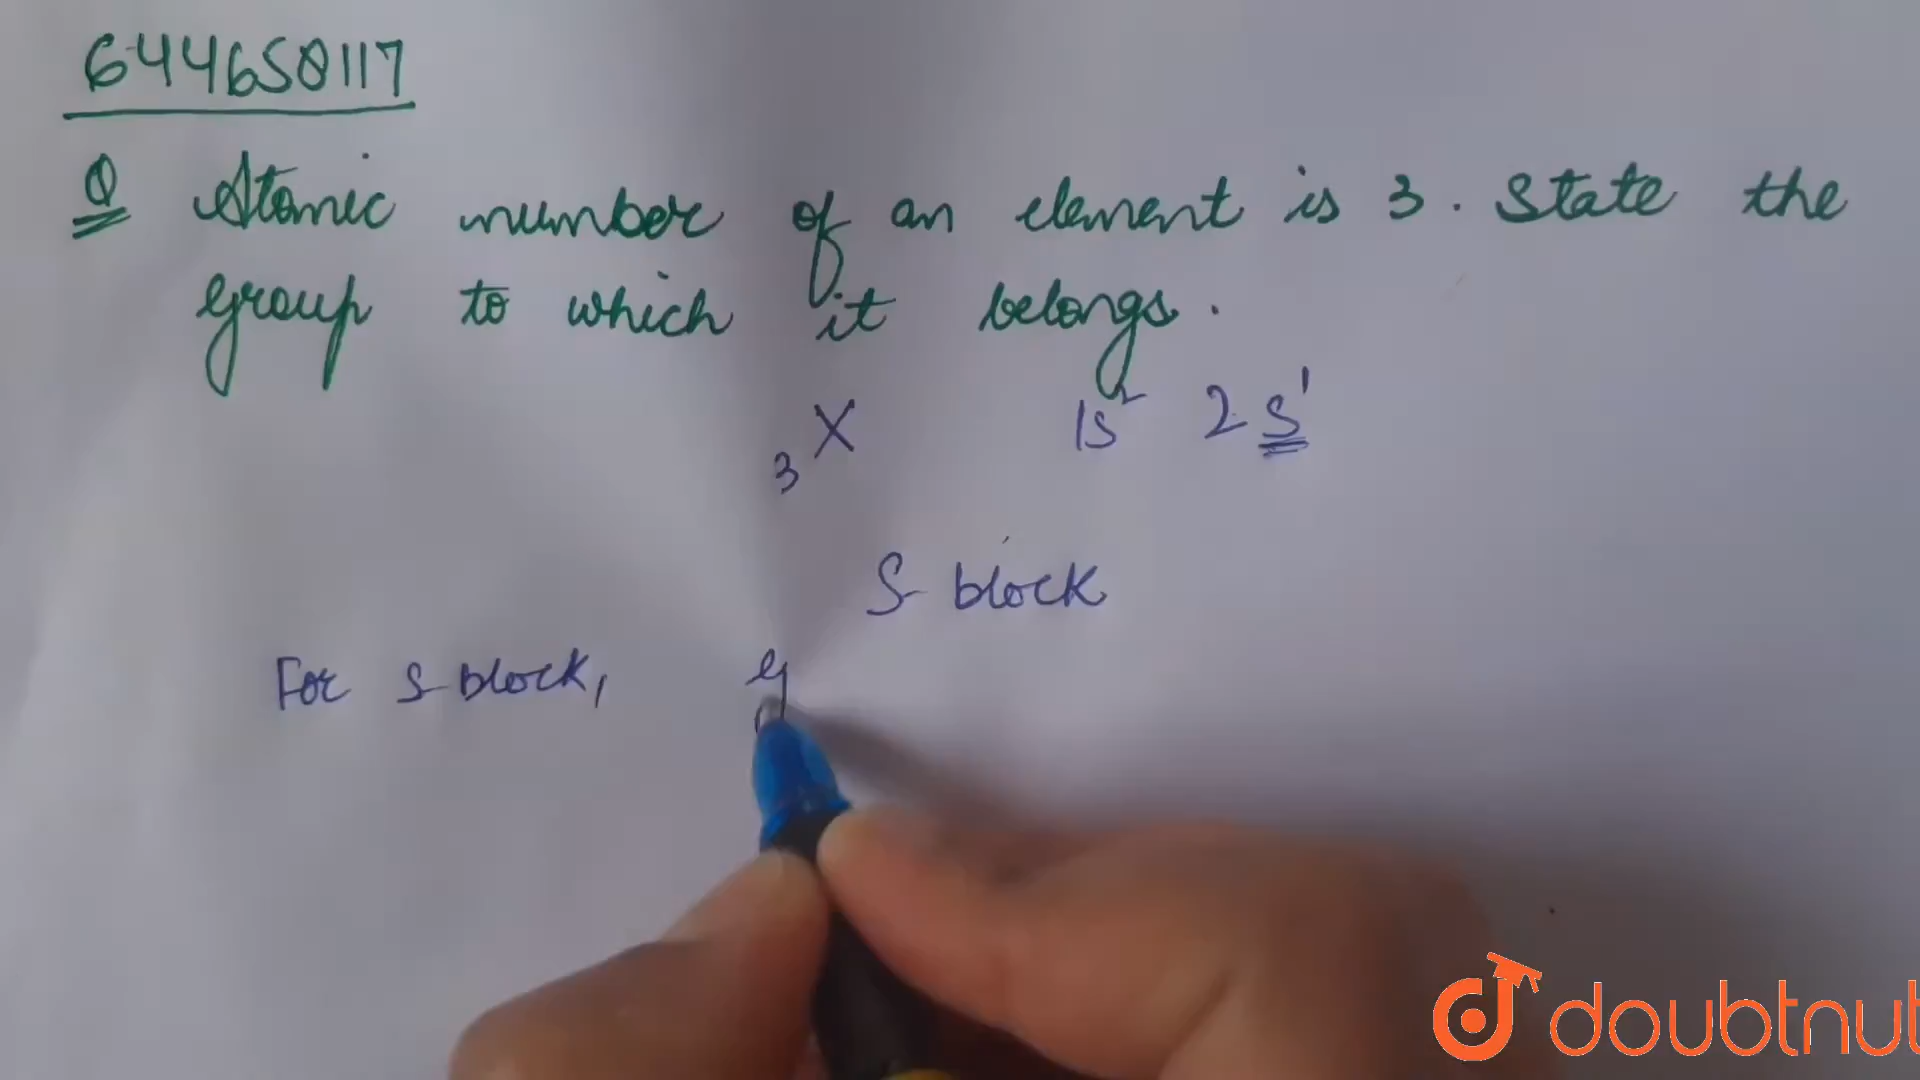 644650117
Q Atomic number of an element is 3. State the
group to which it belongs.
₃X 1s² 2s¹
S-block
For S-block, g
doubtnut